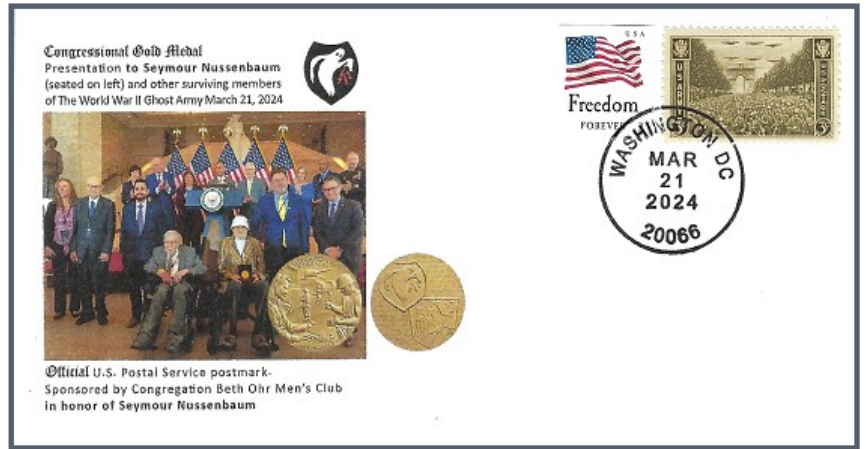 Congressional Gold Medal
Presentation to Seymour Nussenbaum
(seated on left) and other surviving members
of The World War II Ghost Army March 21, 2024
USA
Freedom
FOREVER
U S AR
3¢
WASHINGTON DC
MAR
21
2024
20066
Official U.S. Postal Service postmark-
Sponsored by Congregation Beth Ohr Men's Club
in honor of Seymour Nussenbaum